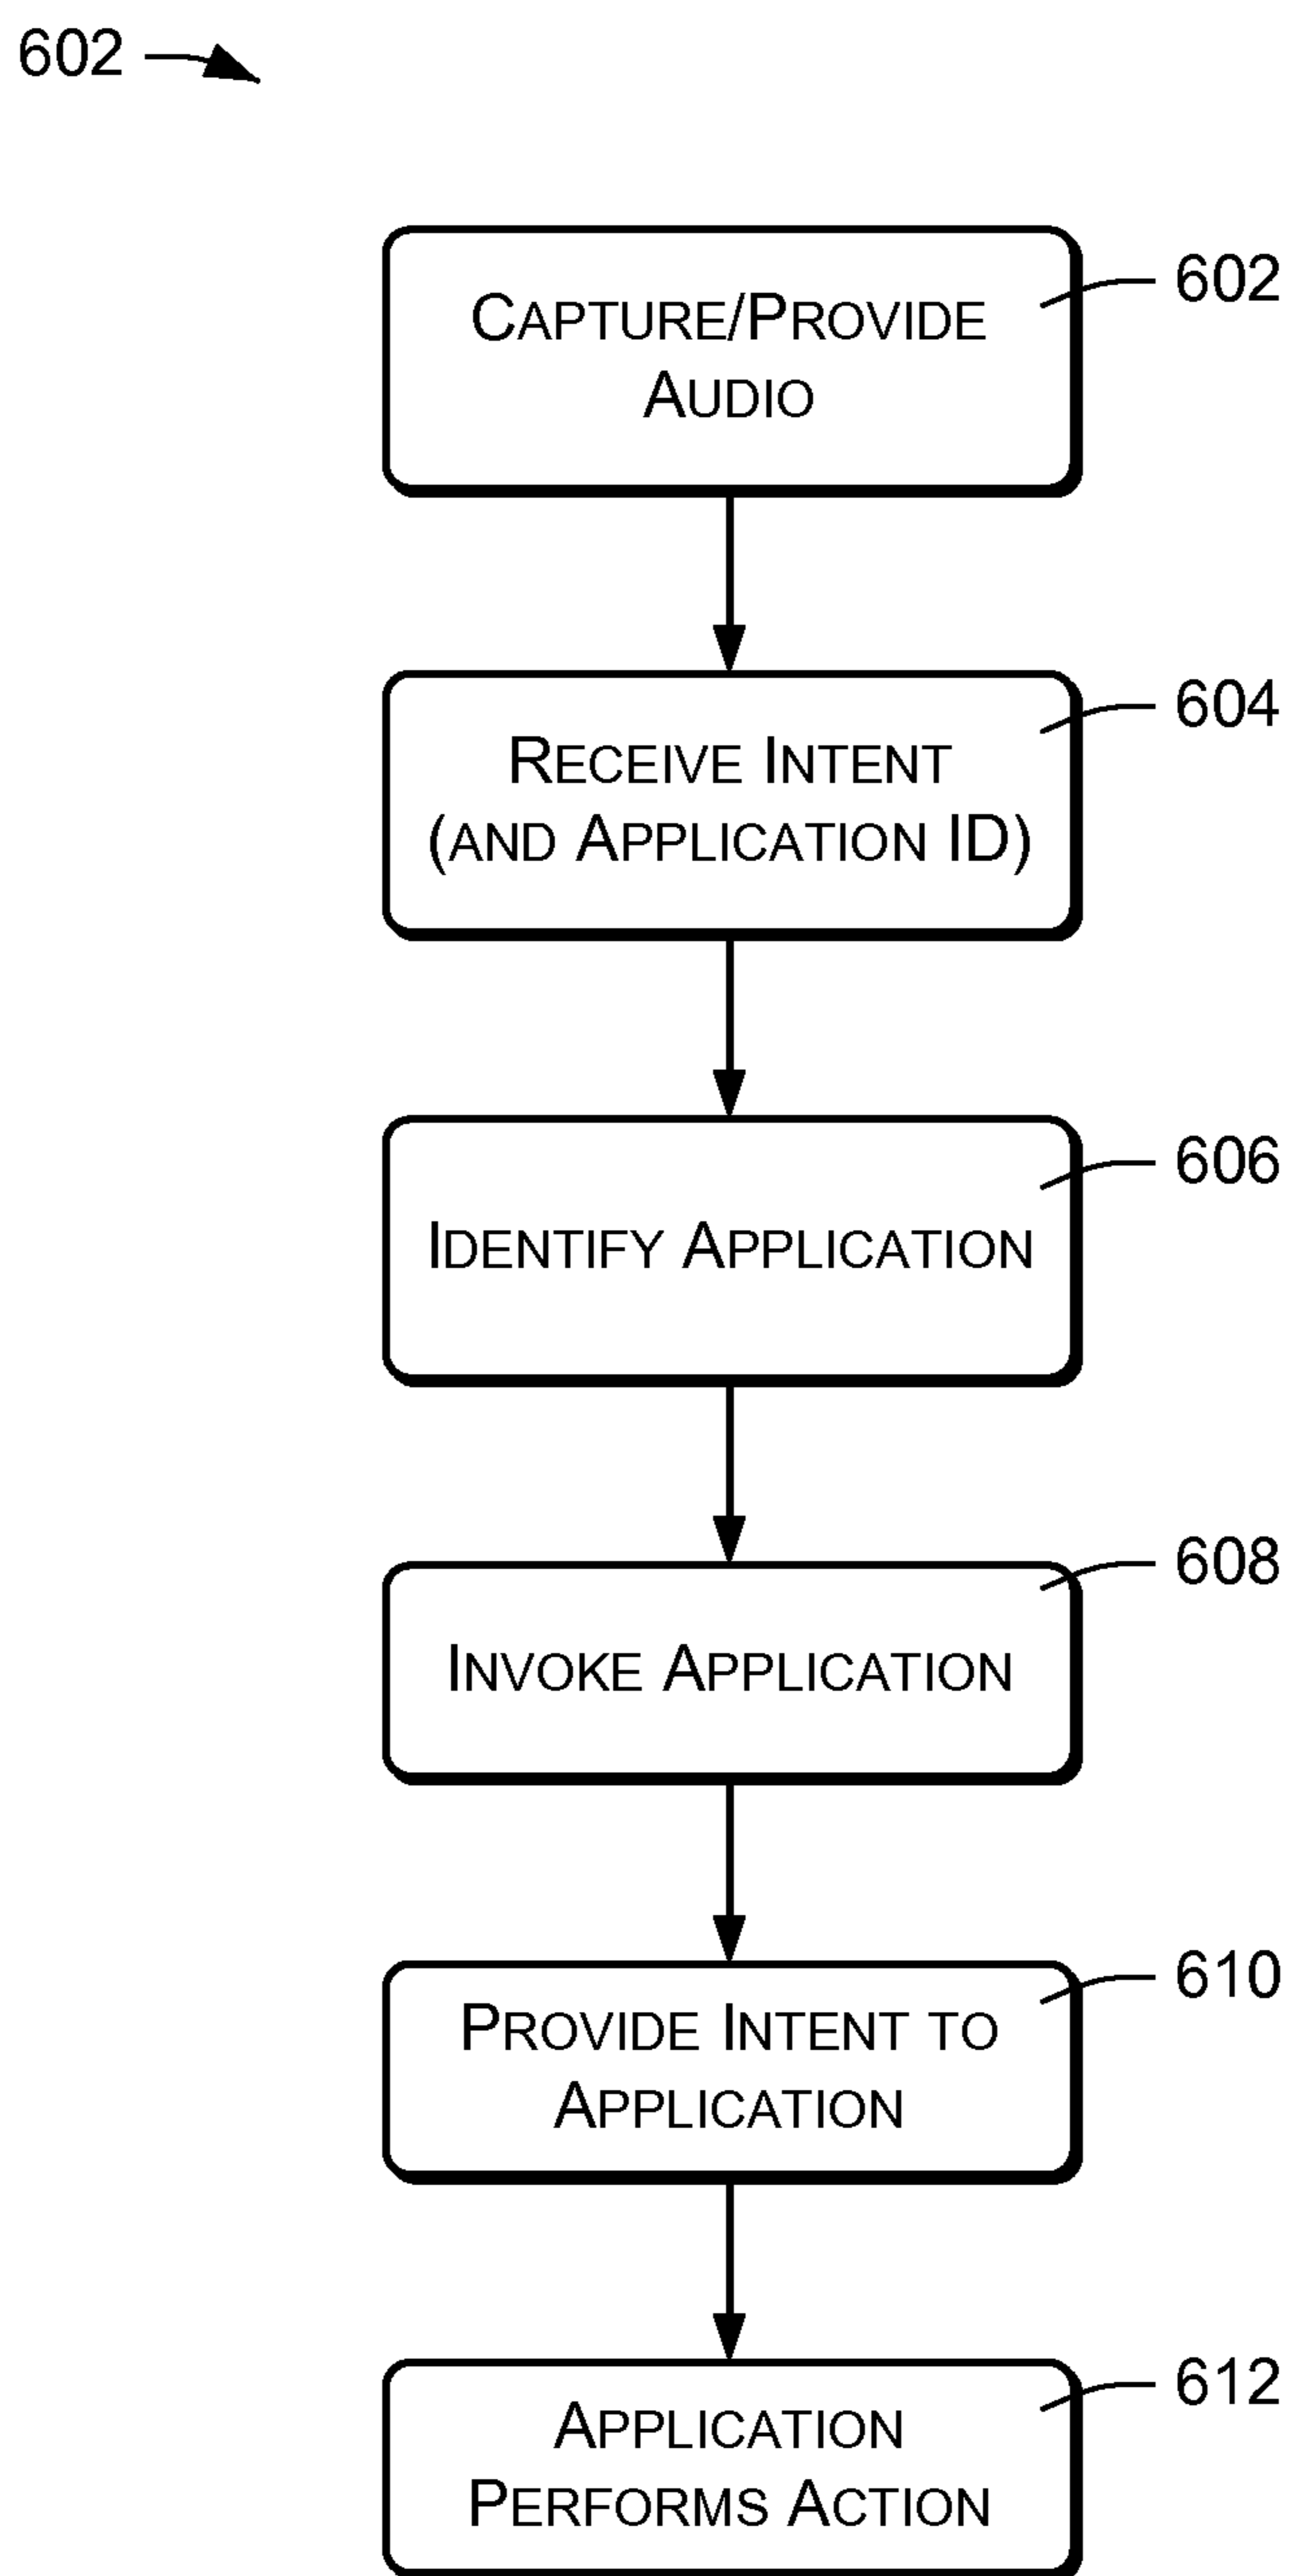 602
CAPTURE/PROVIDE
AUDIO
602
RECEIVE INTENT
(AND APPLICATION ID)
604
IDENTIFY APPLICATION
606
INVOKE APPLICATION
608
PROVIDE INTENT TO
APPLICATION
610
APPLICATION
PERFORMS ACTION
612